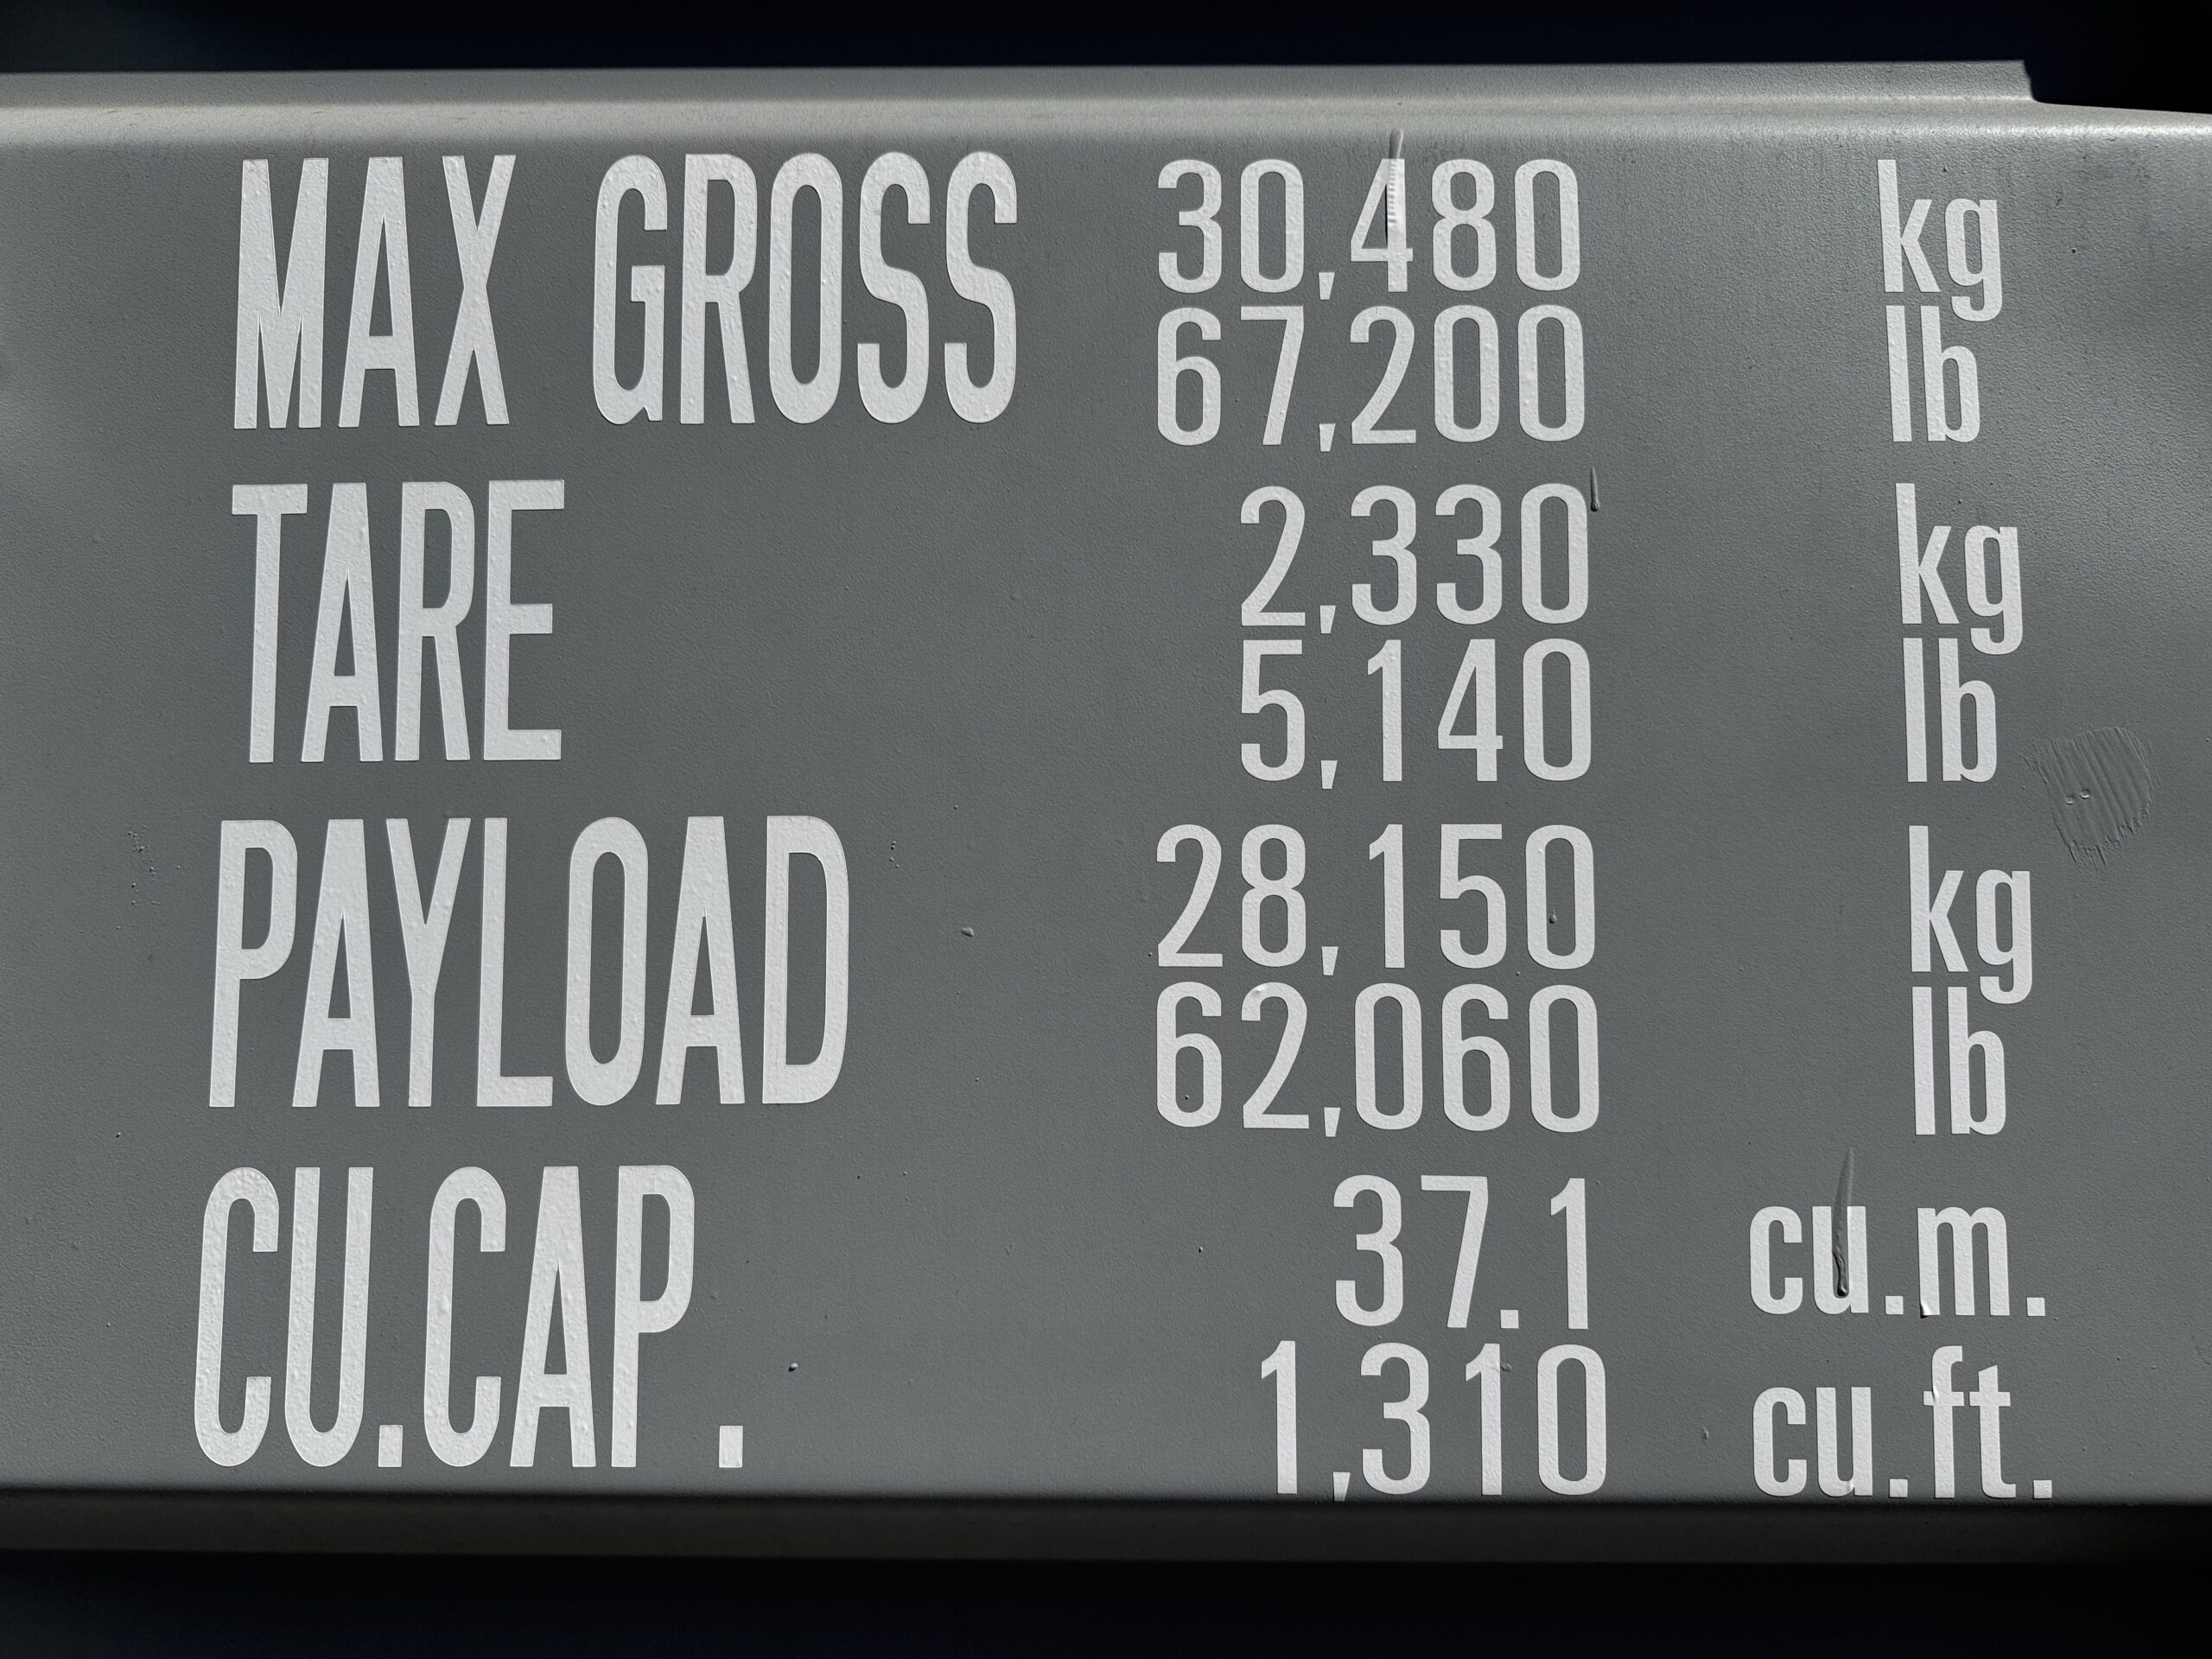 MAX GROSS 30,480 kg
67,200 lb
TARE 2,330 kg
5,140 lb
PAYLOAD 28,150 kg
62,060 lb
CU.CAP. 37.1 cu.m.
1,310 cu.ft.